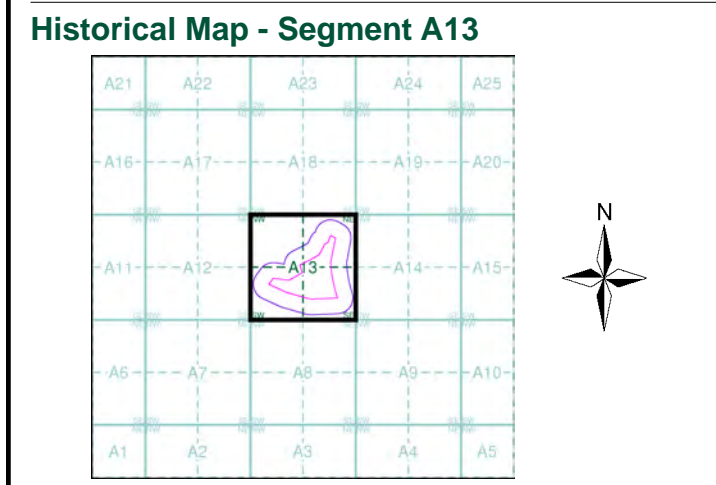 Historical Map - Segment A13
A21 A22 A23 A24 A25
A16 A17 A18 A19 A20
N
A11 A12 A13 A14 A15
A6 A7 A8 A9 A10
A1 A2 A3 A4 A5